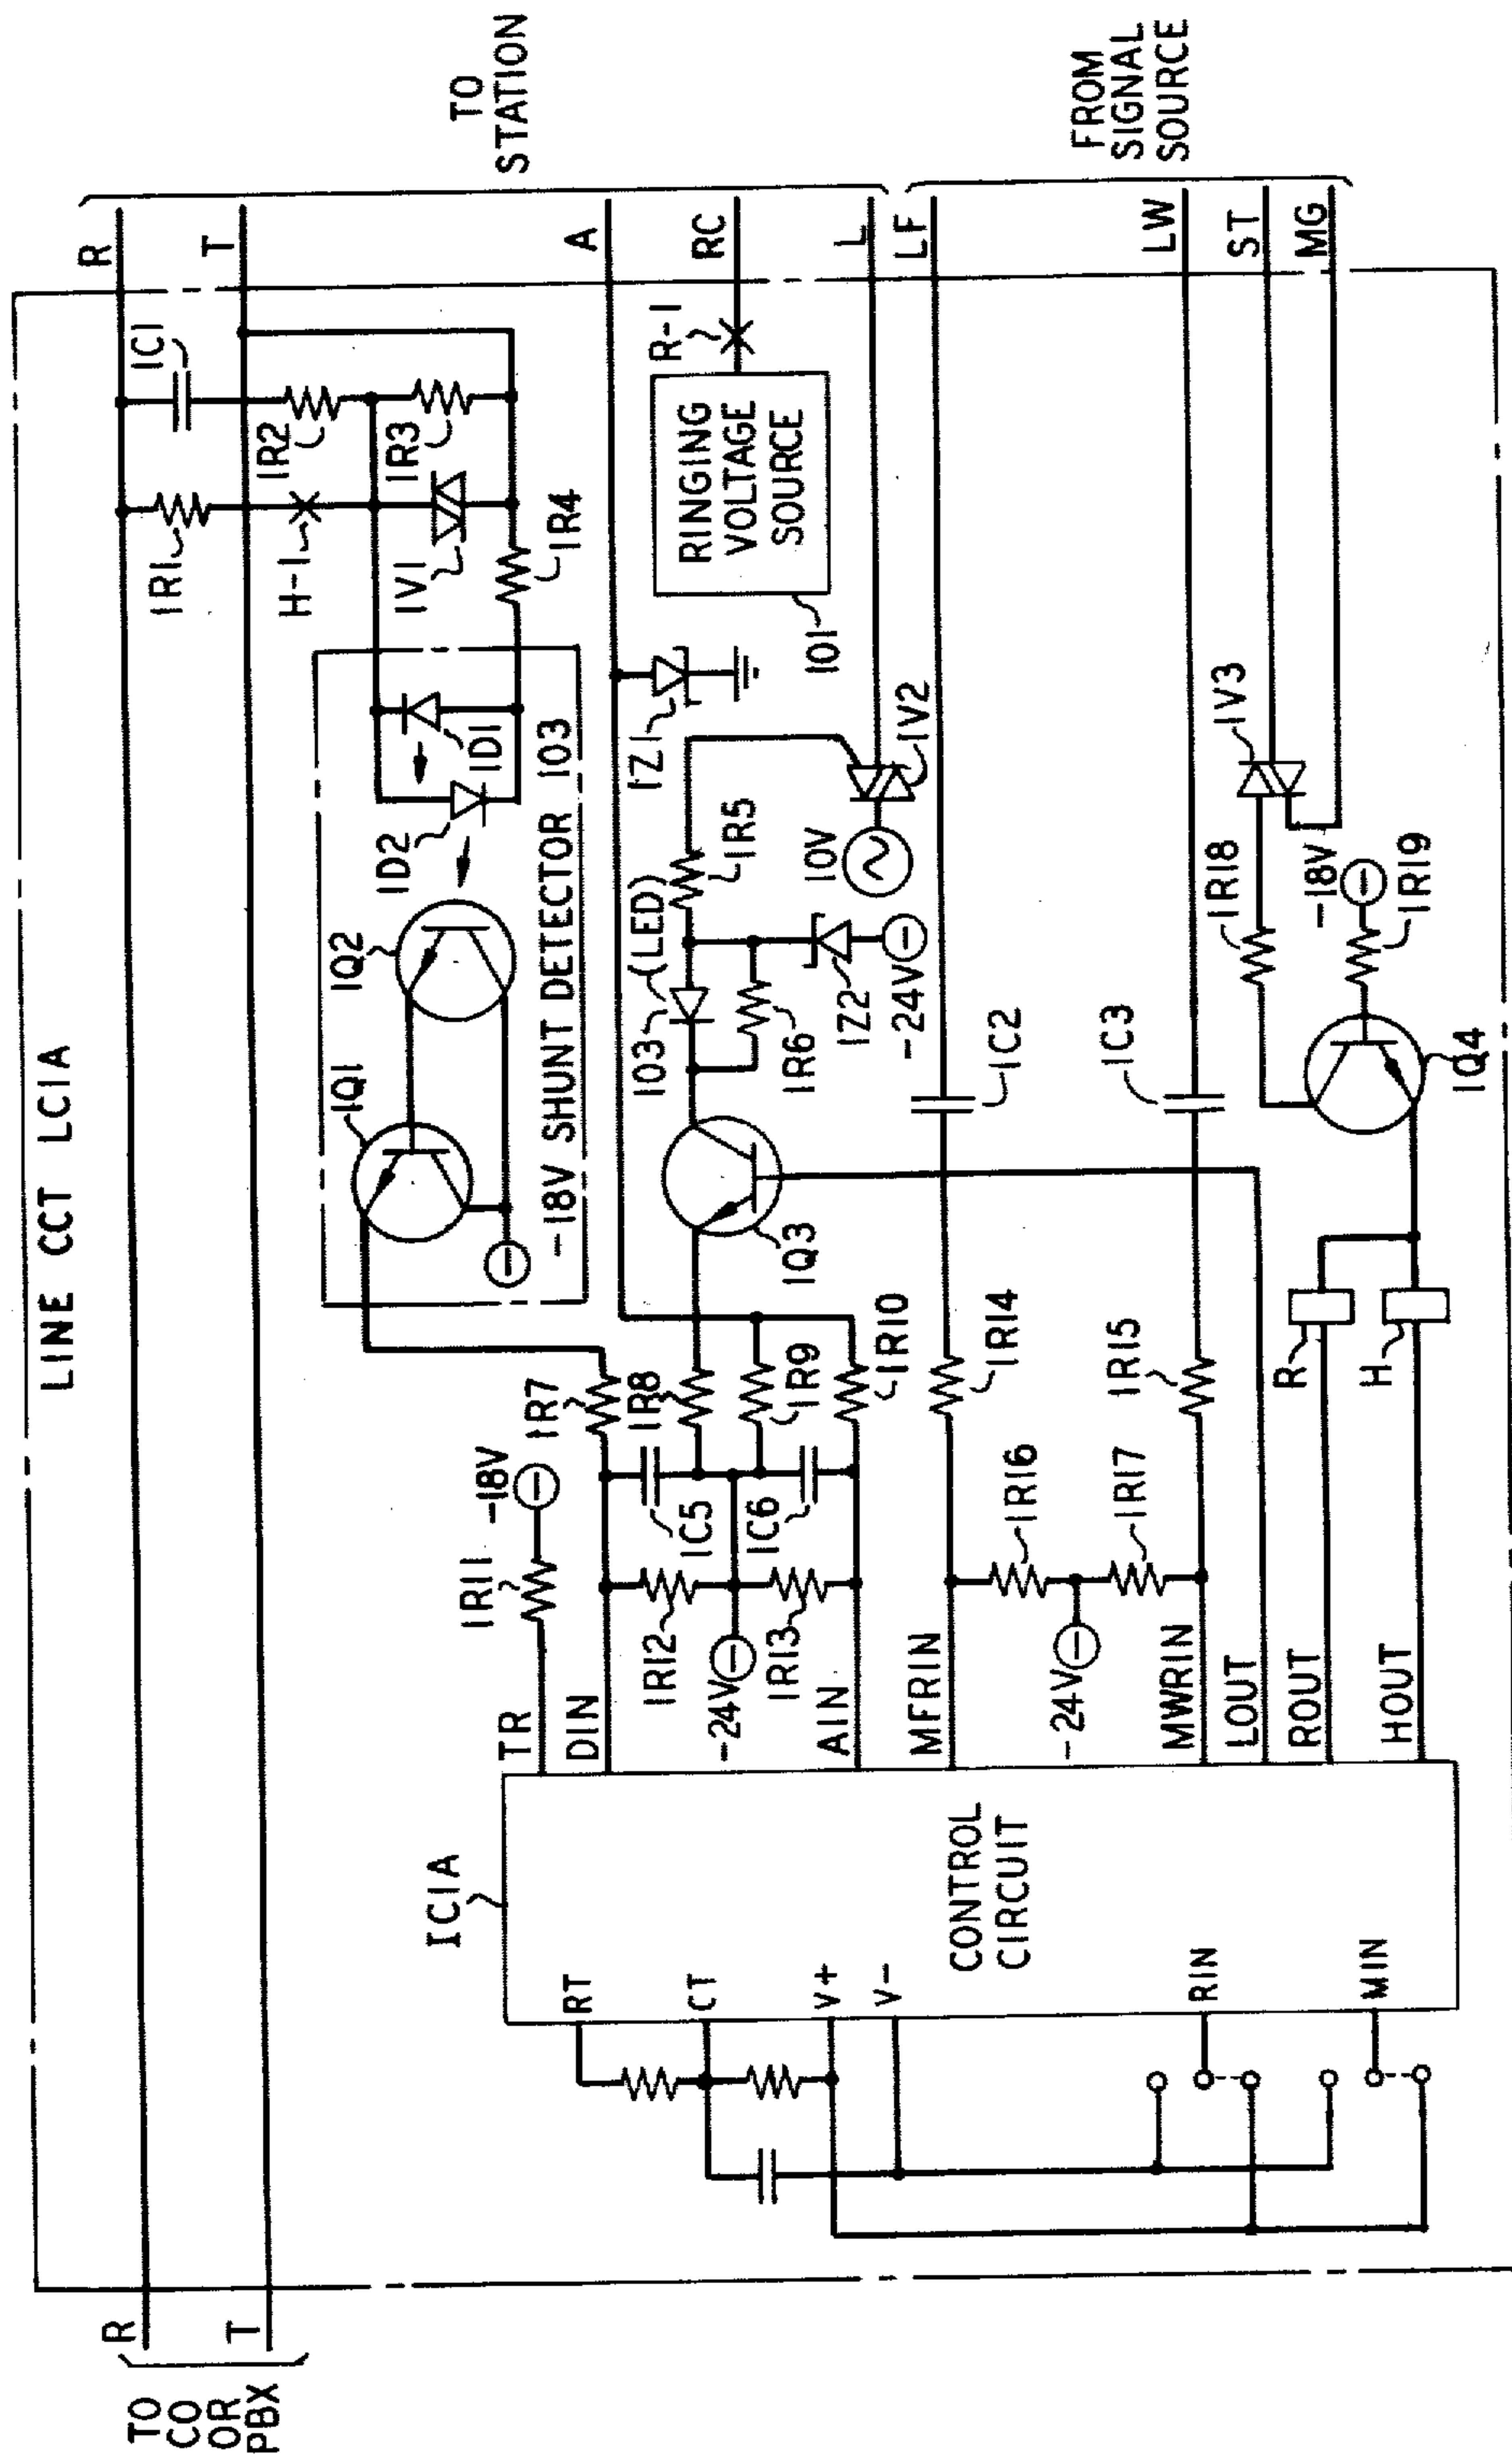 LINE CCT LC1A
TO
CO
OR
PBX
R
T
R
T
TO
STATION
1C1
1R1
H-1
1R2
1R3
1V1
1R4
1Q1
1Q2
1D2
1D1
-18V SHUNT DETECTOR 103
A
RC
L
R-1
RINGING
VOLTAGE
SOURCE
101
1Z1
103
(LED)
1R5
1R6
1Z2
-24V
10V
1V2
1Q3
LF
LW
ST
MG
FROM
SIGNAL
SOURCE
1C2
1C3
1V3
1R18
-18V
1R19
1Q4
1R11
-18V
1R7
1R8
1R9
1R10
1C5
1C6
1R12
-24V
1R13
1R14
1R15
1R16
1R17
-24V
R
H
TR
DIN
AIN
MFRIN
MWRIN
LOUT
ROUT
HOUT
IC1A
CONTROL
CIRCUIT
RT
CT
V+
V-
RIN
MIN